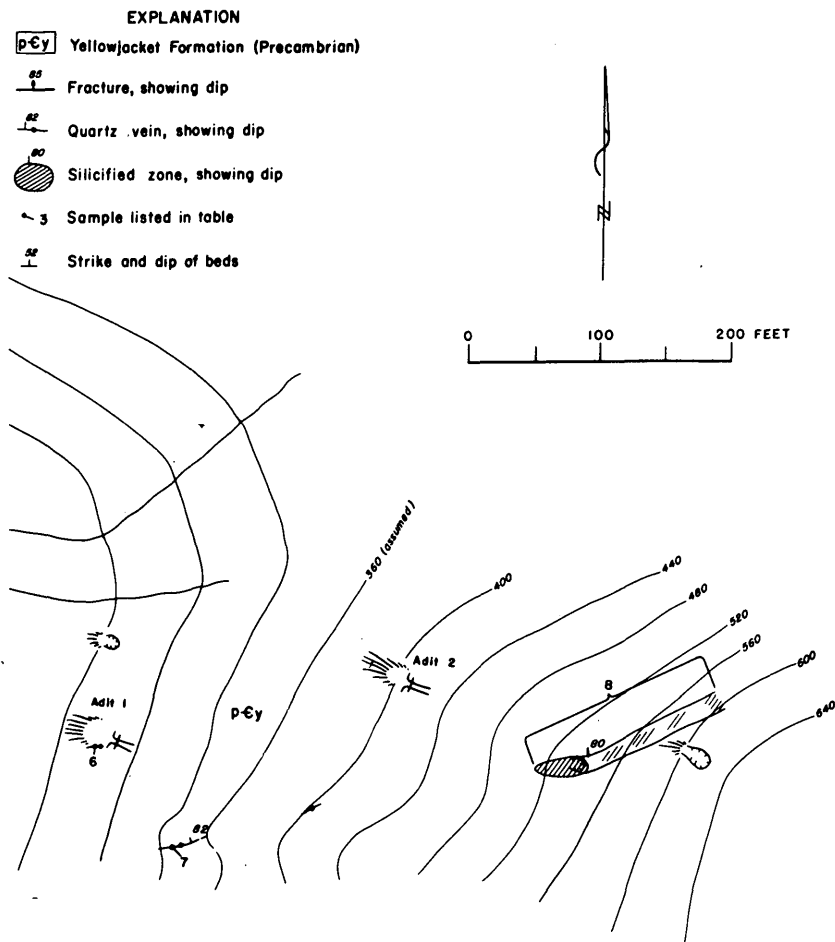 EXPLANATION
p-Єy Yellowjacket Formation (Precambrian)
85
Fracture, showing dip
82
Quartz vein, showing dip
80
Silicified zone, showing dip
3 Sample listed in table
52
Strike and dip of beds
N
0 100 200 FEET
360 (assumed)
400
440
480
520
560
600
640
8
80
Adit 2
Adit 1
6
p-Єy
82
7